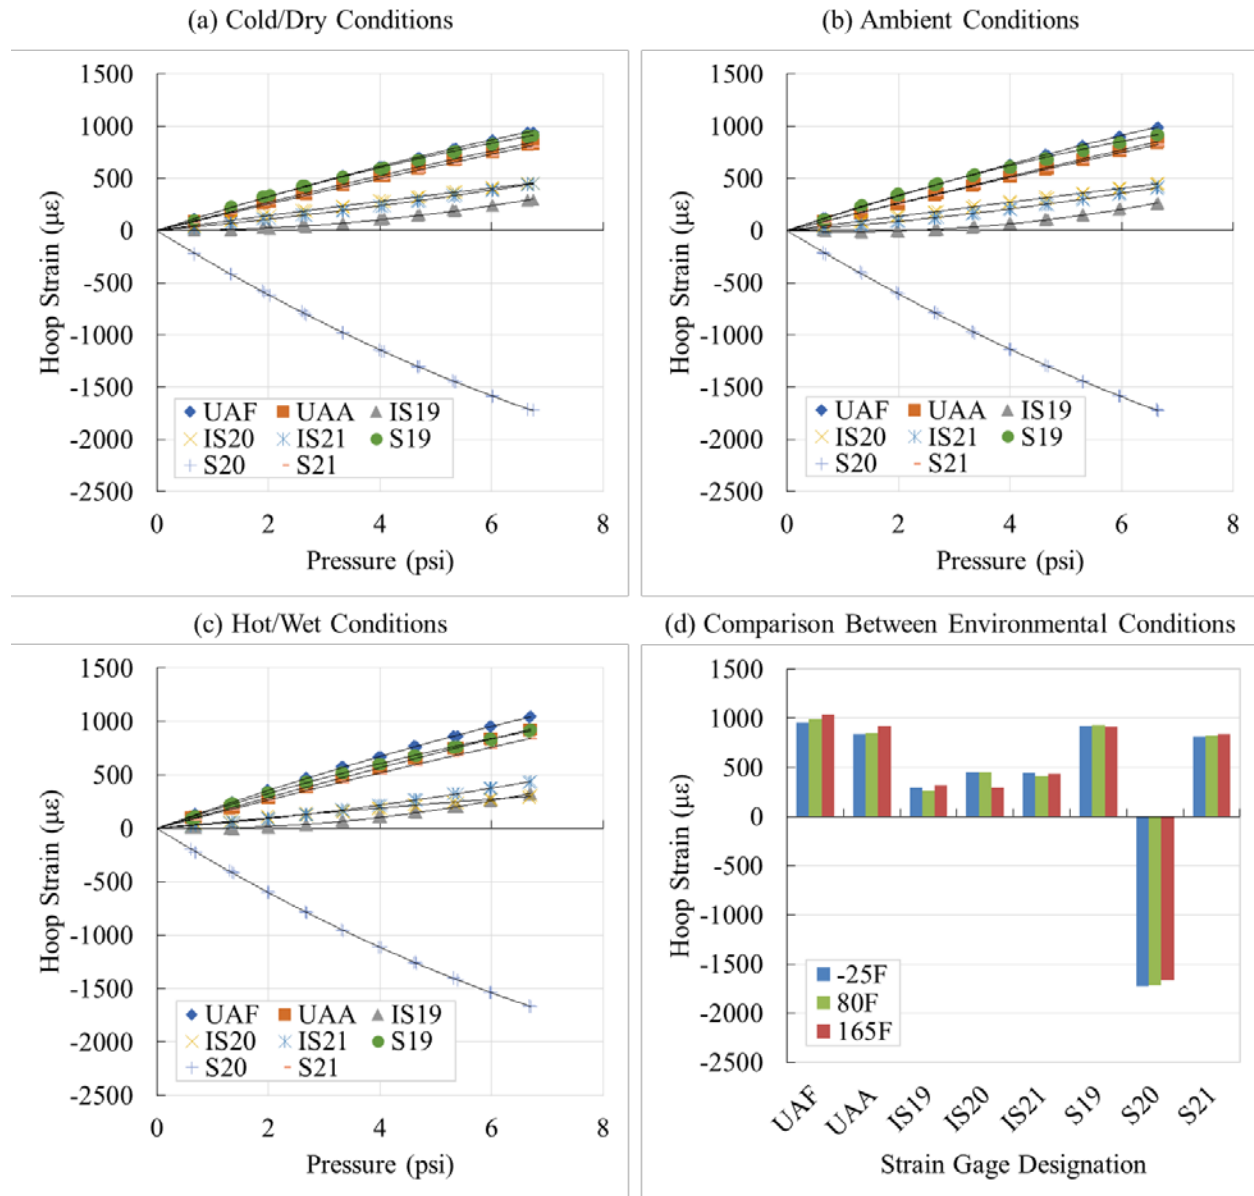 (a) Cold/Dry Conditions
(b) Ambient Conditions
1500
1000
500
0
-500
-1000
-1500
-2000
-2500
Hoop Strain (με)
UAF UAA IS19
IS20 IS21 S19
S20 S21
0 2 4 6 8
Pressure (psi)
1500
1000
500
0
-500
-1000
-1500
-2000
-2500
Hoop Strain (με)
UAF UAA IS19
IS20 IS21 S19
S20 S21
0 2 4 6 8
Pressure (psi)
(c) Hot/Wet Conditions
(d) Comparison Between Environmental Conditions
1500
1000
500
0
-500
-1000
-1500
-2000
-2500
Hoop Strain (με)
UAF UAA IS19
IS20 IS21 S19
S20 S21
0 2 4 6 8
Pressure (psi)
1500
1000
500
0
-500
-1000
-1500
-2000
-2500
Hoop Strain (με)
-25F
80F
165F
UAF UAA IS19 IS20 IS21 S19 S20 S21
Strain Gage Designation